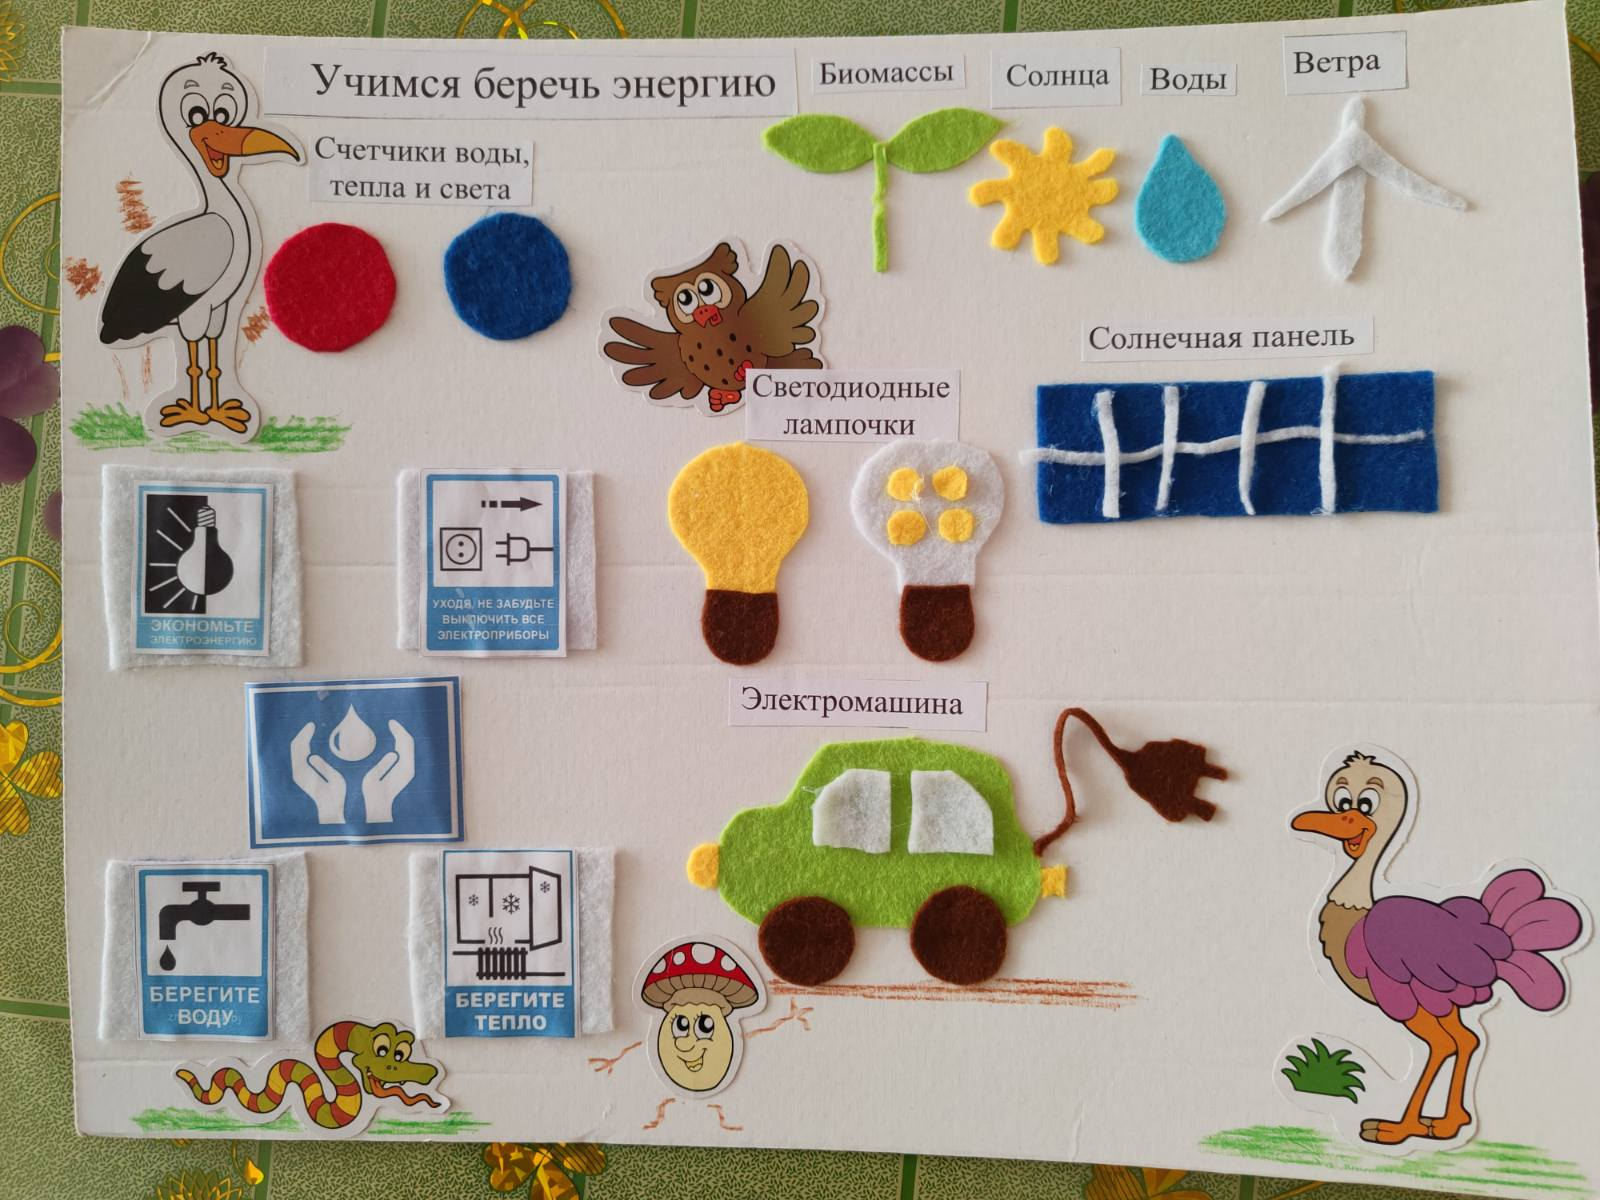 Учимся беречь энергию
Биомассы
Солнца
Воды
Ветра
Счетчики воды,
тепла и света
Солнечная панель
Светодиодные
лампочки
ЭКОНОМЬТЕ
ЭЛЕКТРОЭНЕРГИЮ
УХОДЯ, НЕ ЗАБУДЬТЕ
ВЫКЛЮЧИТЬ ВСЕ
ЭЛЕКТРОПРИБОРЫ
Электромашина
БЕРЕГИТЕ
ВОДУ
БЕРЕГИТЕ
ТЕПЛО